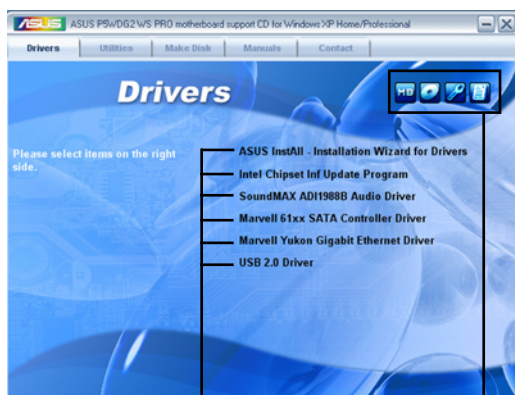 ASUS P5WDG2 WS PRO motherboard support CD for Windows XP Home/Professional
Drivers Utilities Make Disk Manuals Contact
Drivers
MB
Please select items on the right
side.
ASUS InstAll - Installation Wizard for Drivers
Intel Chipset Inf Update Program
SoundMAX ADI1988B Audio Driver
Marvell 61xx SATA Controller Driver
Marvell Yukon Gigabit Ethernet Driver
USB 2.0 Driver